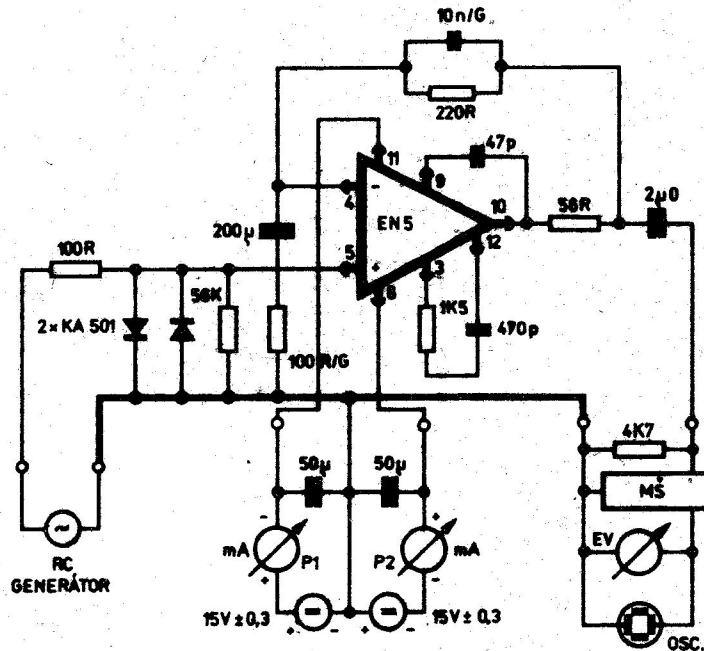 10n/G
220R
11
47p
9
4
-
EN5
10
56R
2µ0
200µ
12
100R
5
+
3
6
2×KA 501
56K
1K5
470p
100R/G
4K7
50µ
50µ
MŠ
-
+
mA
P1
P2
mA
EV
~
RC
GENERÁTOR
+
-
15V±0,3
+
-
=
=
+
-
15V±0,3
OSC.